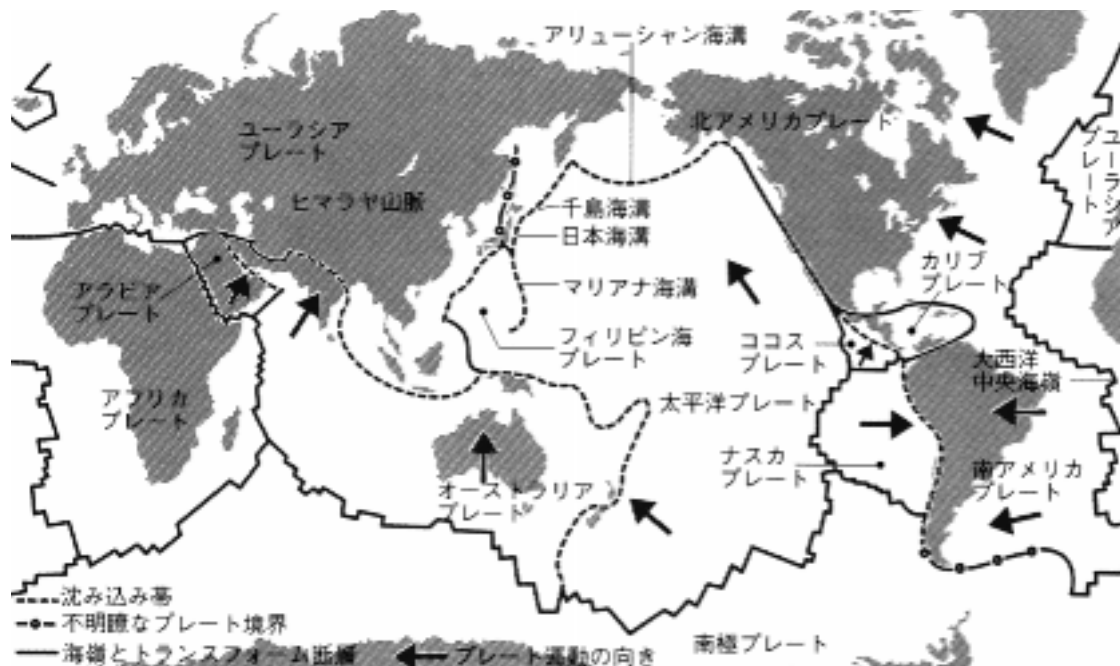 アリューシャン海溝
北アメリカプレート
ユーラシア
プレート
ユーラシア
プレート
ヒマラヤ山脈
千島海溝
日本海溝
カリブ
プレート
アラビア
プレート
マリアナ海溝
フィリピン海
プレート
ココス
プレート
大西洋
中央海嶺
アフリカ
プレート
太平洋プレート
ナスカ
プレート
南アメリカ
プレート
オーストラリア
プレート
沈み込み帯
不明瞭なプレート境界
海嶺とトランスフォーム断層
プレート運動の向き
南極プレート